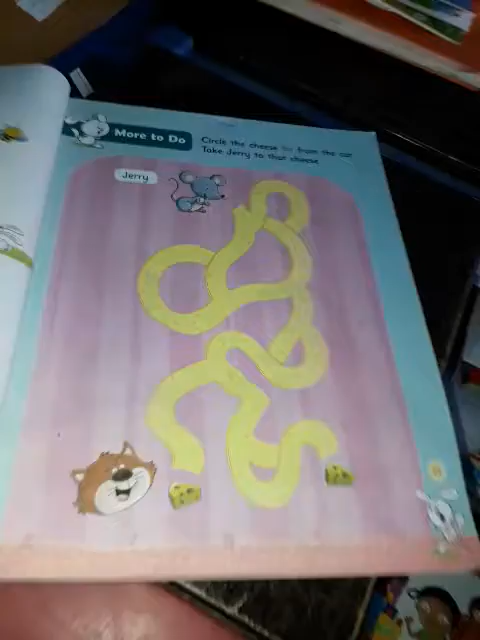 More to Do
Circle the cheese far from the cat.
Take Jerry to that cheese.
Jerry